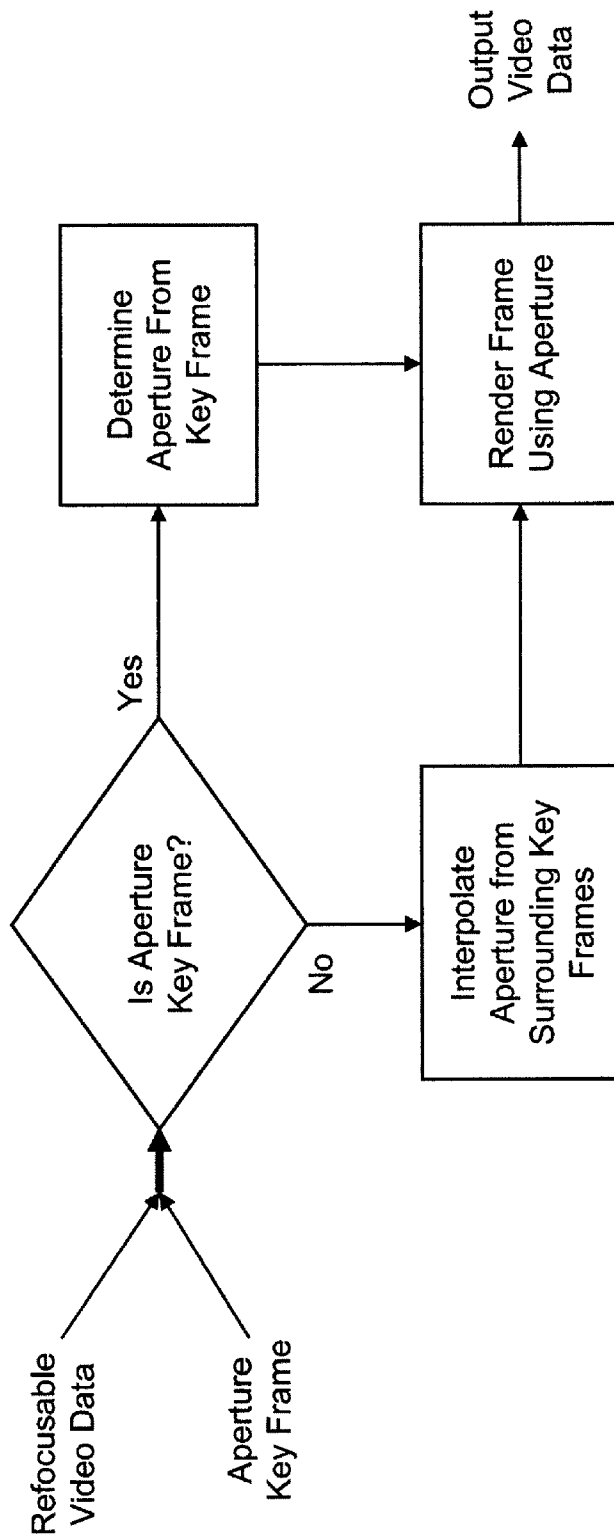 Refocusable
Video Data
Aperture
Key Frame
Is Aperture
Key Frame?
Yes
No
Determine
Aperture From
Key Frame
Interpolate
Aperture from
Surrounding Key
Frames
Render Frame
Using Aperture
Output
Video
Data